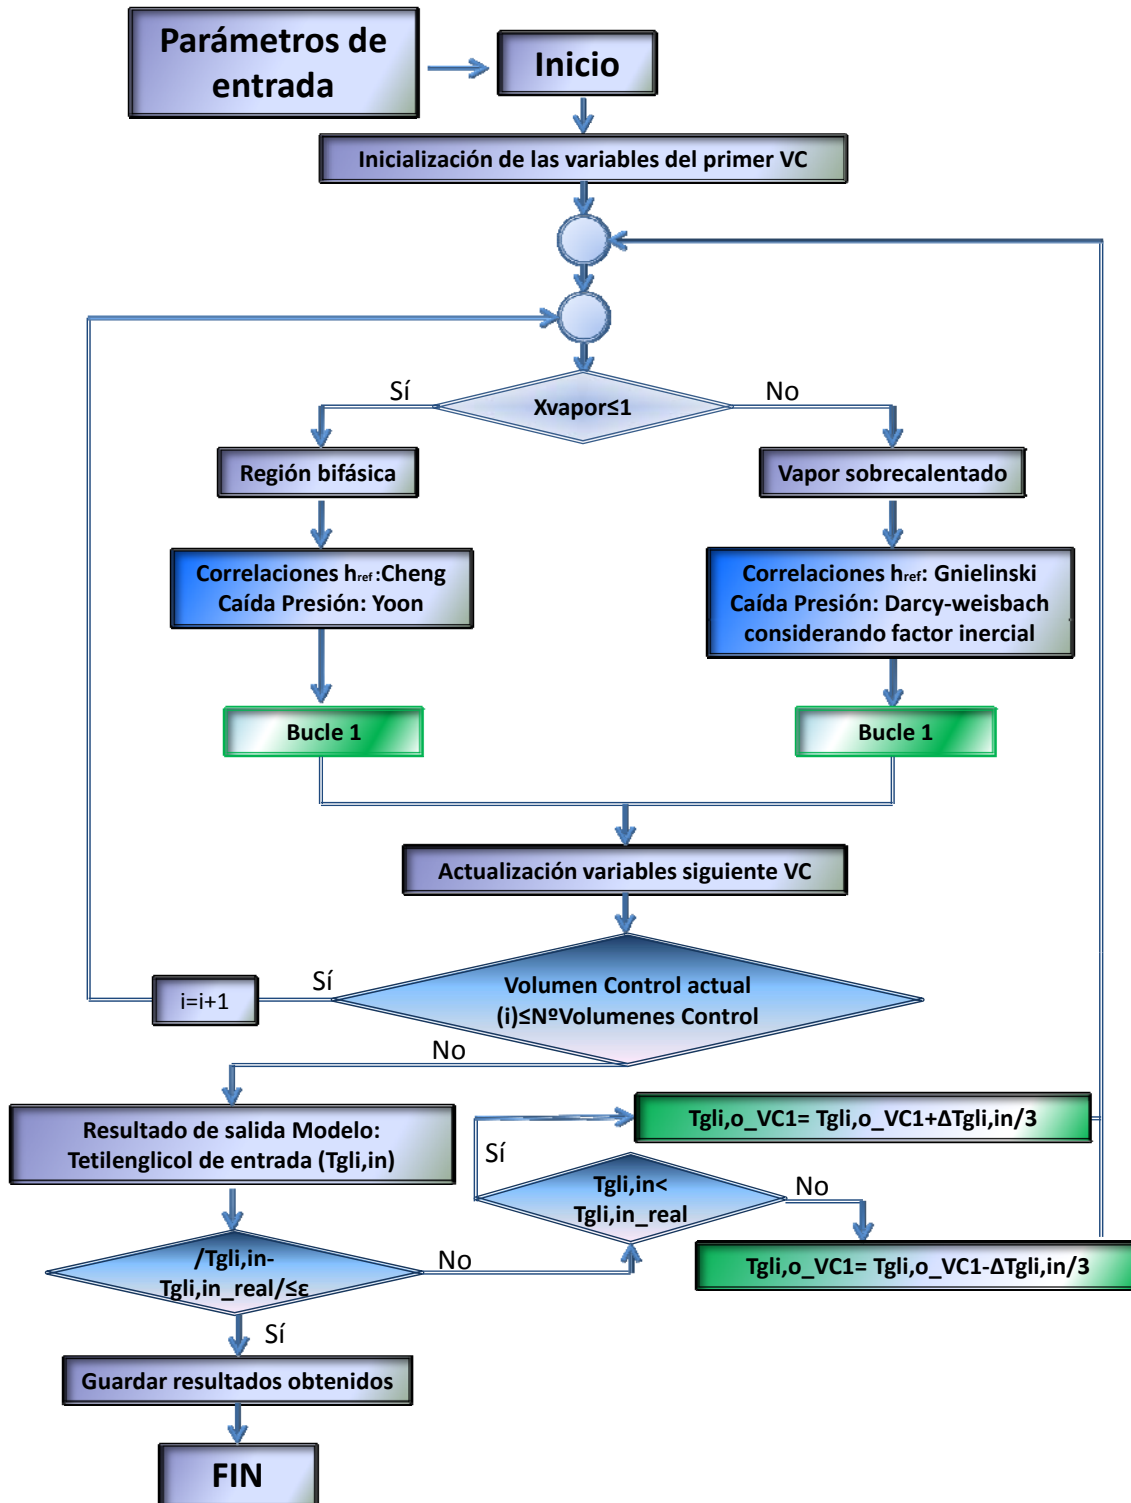 Parámetros de
entrada
Inicio
Inicialización de las variables del primer VC
Sí
Xvapor≤1
No
Región bifásica
Vapor sobrecalentado
Correlaciones href :Cheng
Caída Presión: Yoon
Correlaciones href: Gnielinski
Caída Presión: Darcy-weisbach
considerando factor inercial
Bucle 1
Bucle 1
Actualización variables siguiente VC
i=i+1
Sí
Volumen Control actual
(i)≤NºVolumenes Control
No
Resultado de salida Modelo:
Tetilenglicol de entrada (Tgli,in)
Tgli,o_VC1= Tgli,o_VC1+ΔTgli,in/3
Sí
Tgli,in<
Tgli,in_real
No
/Tgli,in-
Tgli,in_real/≤ε
No
Tgli,o_VC1= Tgli,o_VC1-ΔTgli,in/3
Sí
Guardar resultados obtenidos
FIN